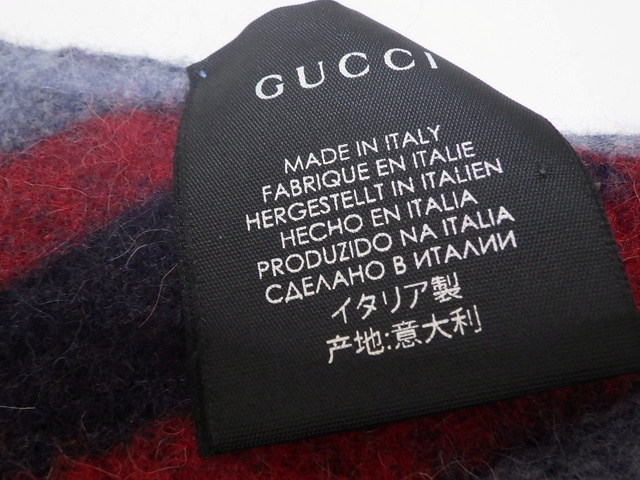 GUCCI
MADE IN ITALY
FABRIQUE EN ITALIE
HERGESTELLT IN ITALIEN
HECHO EN ITALIA
PRODUZIDO NA ITALIA
СДЕЛАНО В ИТАЛИИ
イタリア製
产地:意大利